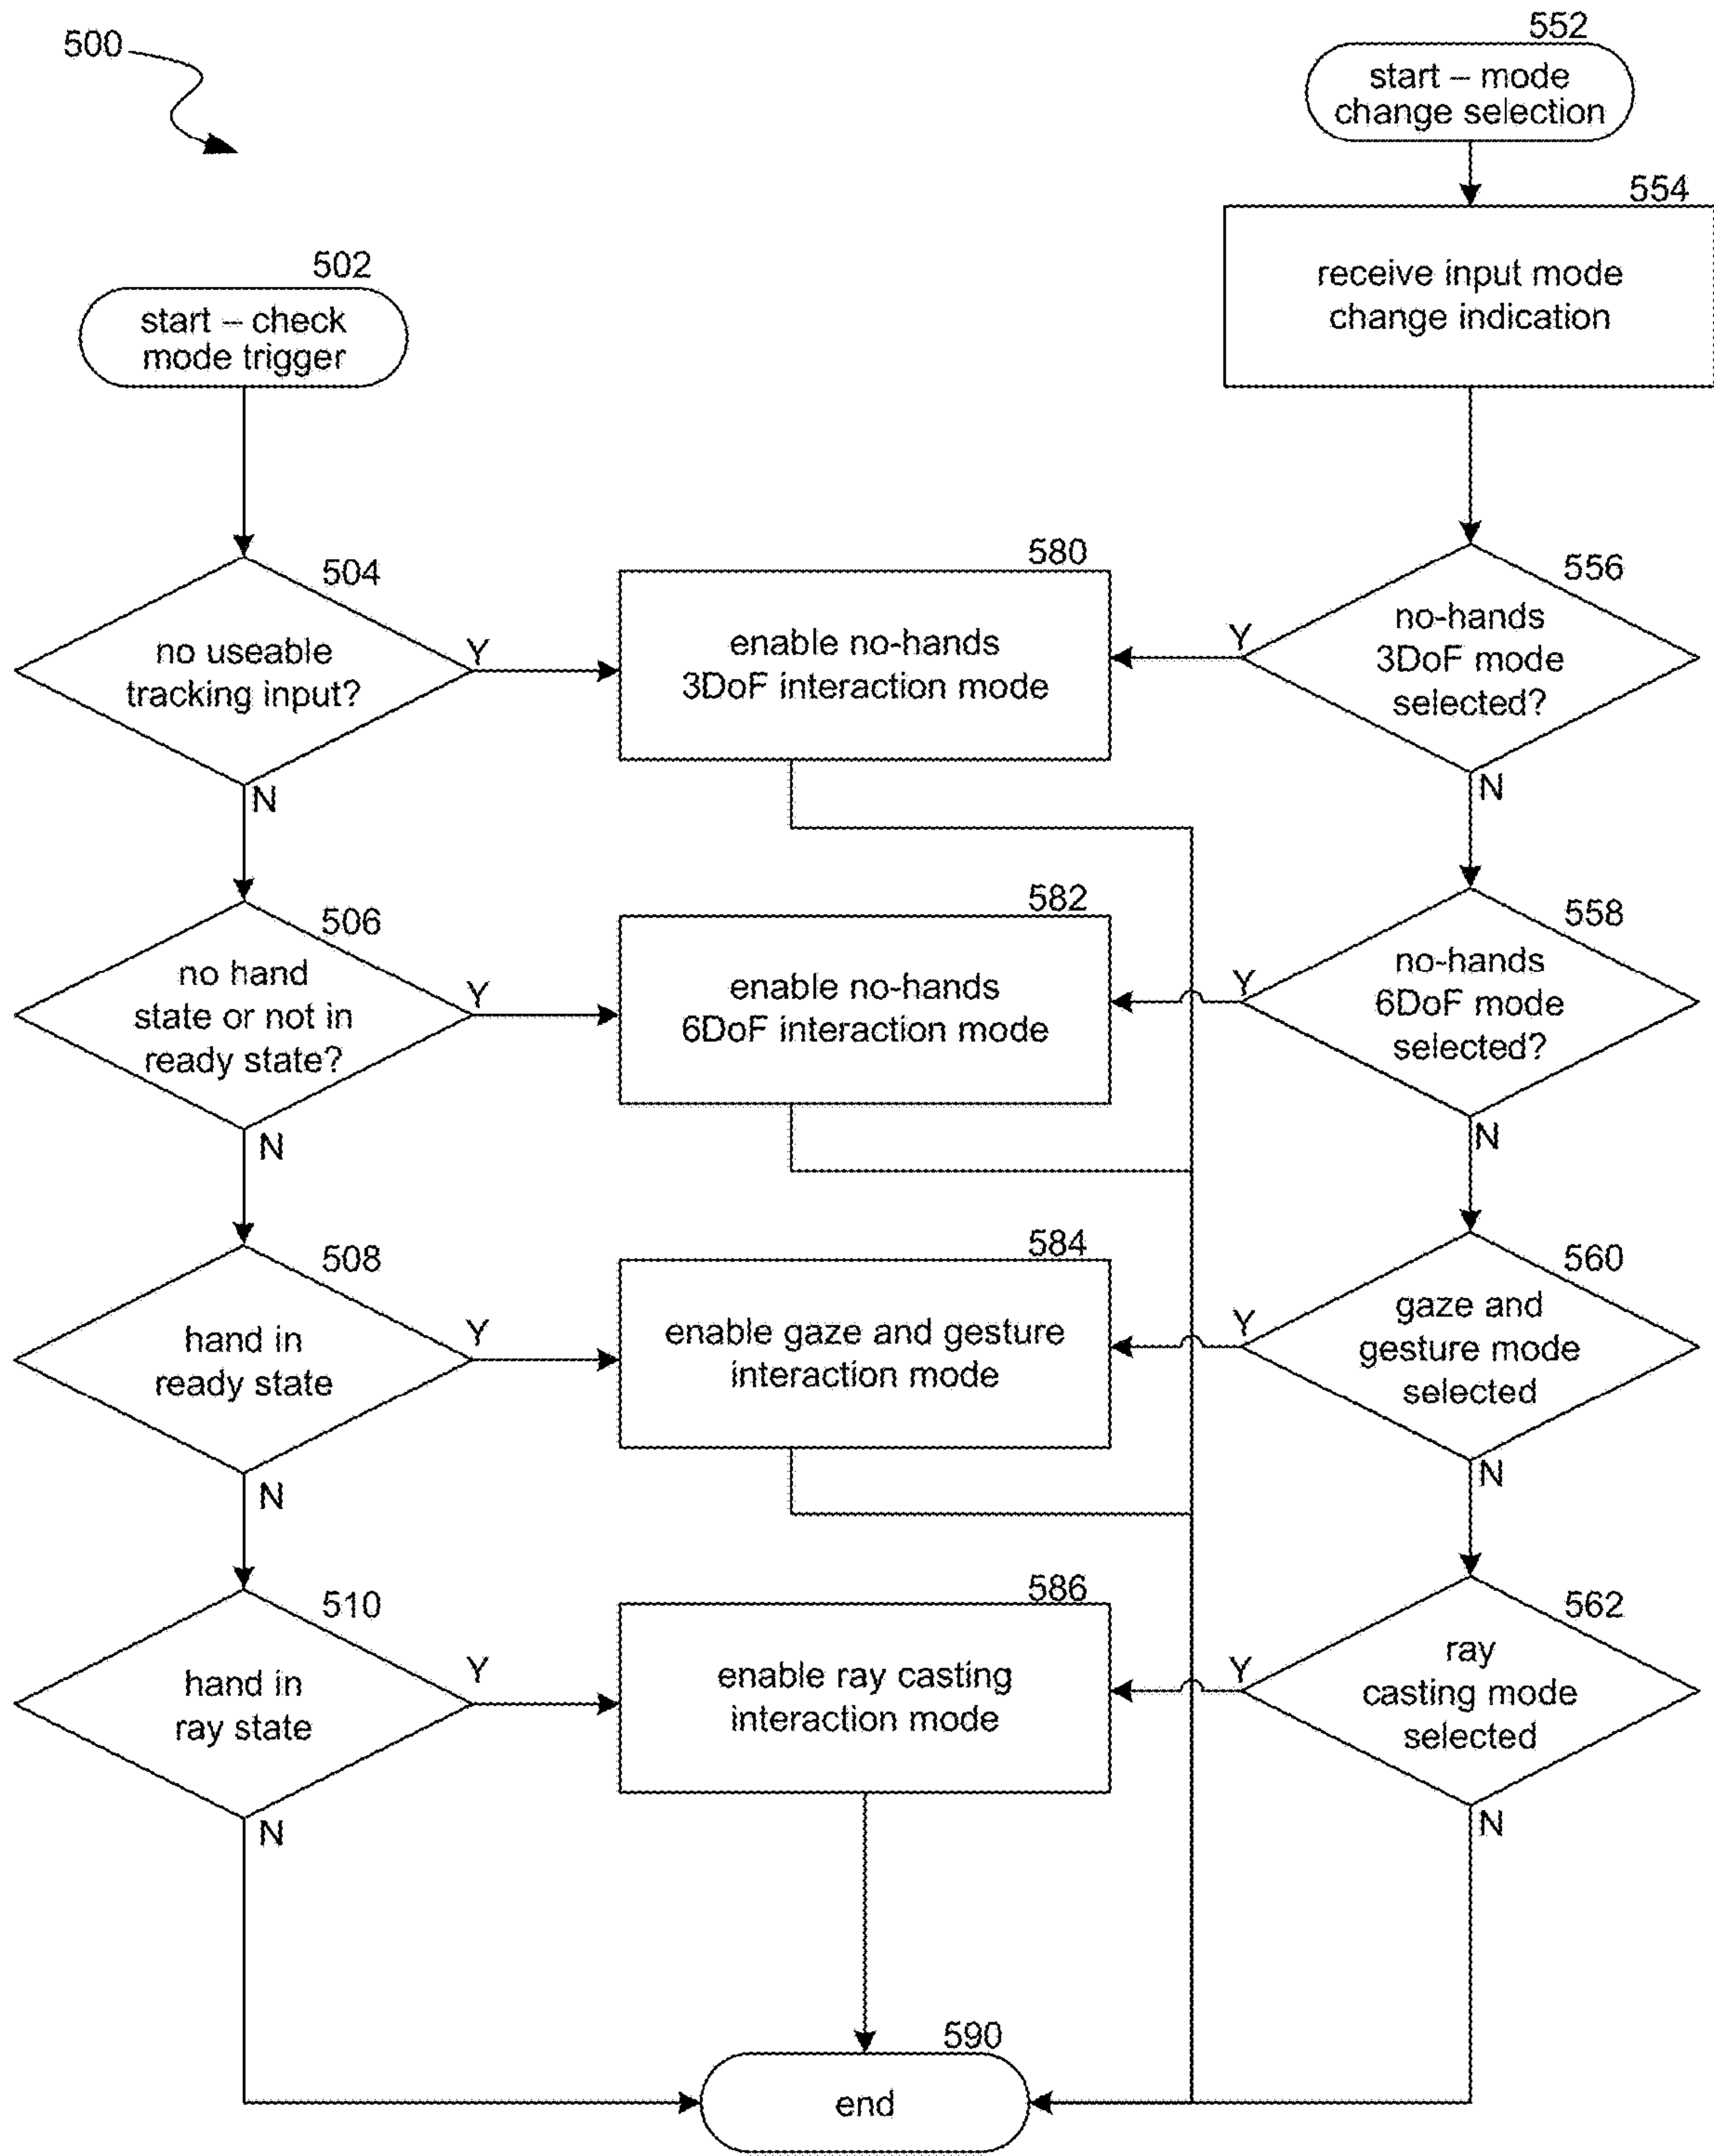 500
552
start – mode
change selection
554
receive input mode
change indication
502
start – check
mode trigger
504
no useable
tracking input?
Y
N
580
enable no-hands
3DoF interaction mode
556
no-hands
3DoF mode
selected?
Y
N
506
no hand
state or not in
ready state?
Y
N
582
enable no-hands
6DoF interaction mode
558
no-hands
6DoF mode
selected?
Y
N
508
hand in
ready state
Y
N
584
enable gaze and gesture
interaction mode
560
gaze and
gesture mode
selected
Y
N
510
hand in
ray state
Y
N
586
enable ray casting
interaction mode
562
ray
casting mode
selected
Y
N
590
end